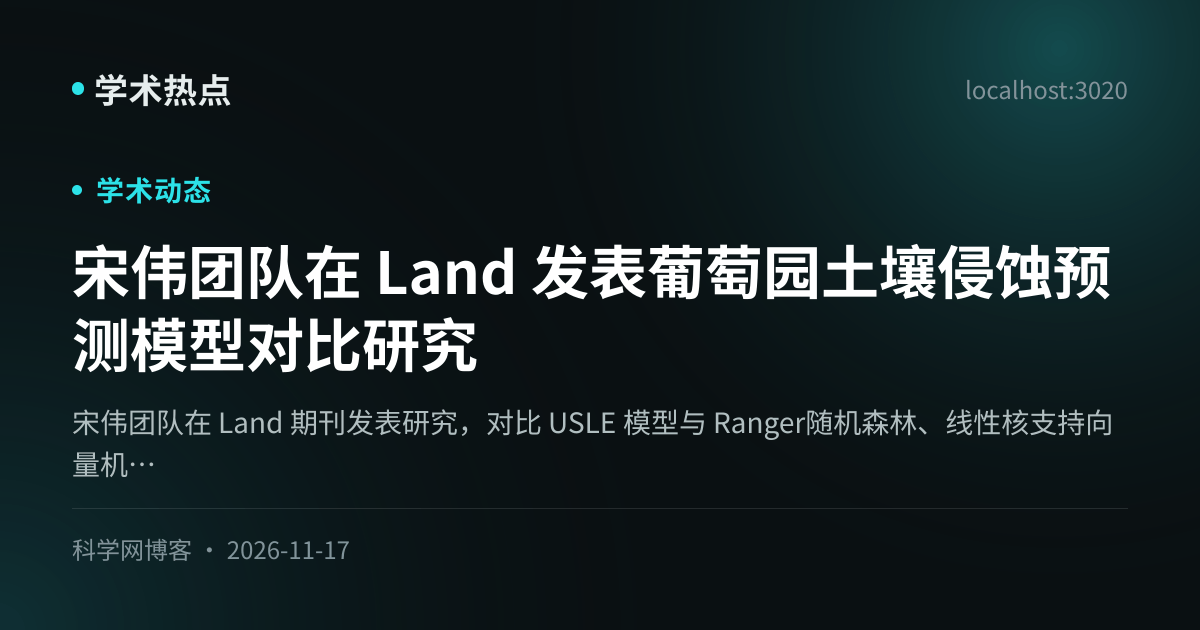 学术热点
localhost:3020
学术动态
宋伟团队在 Land 发表葡萄园土壤侵蚀预
测模型对比研究
宋伟团队在 Land 期刊发表研究，对比 USLE 模型与 Ranger随机森林、线性核支持向
量机…
科学网博客 · 2026-11-17